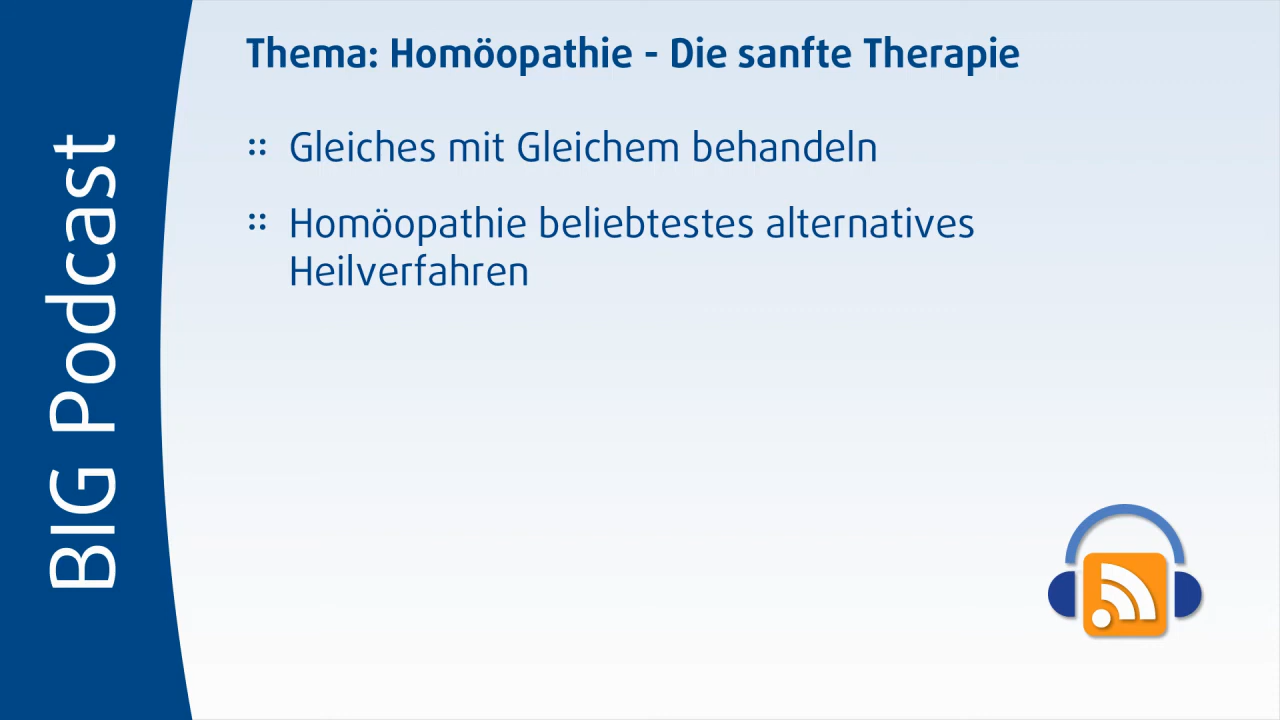 BIG Podcast
Thema: Homöopathie - Die sanfte Therapie
Gleiches mit Gleichem behandeln
Homöopathie beliebtestes alternatives
Heilverfahren